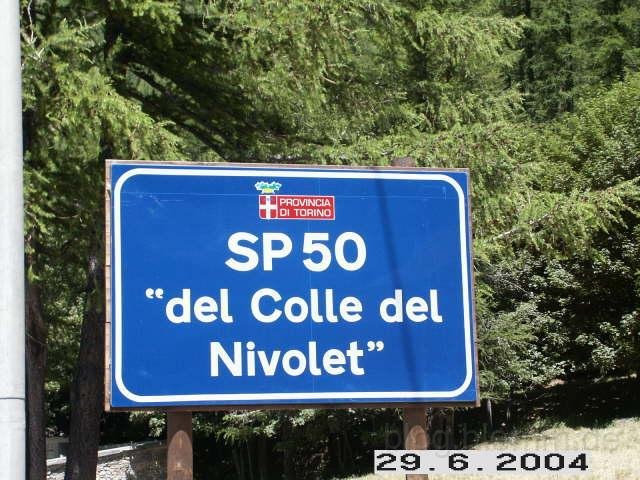 PROVINCIA
DI TORINO
SP 50
“del Colle del
Nivolet”
29.6.2004